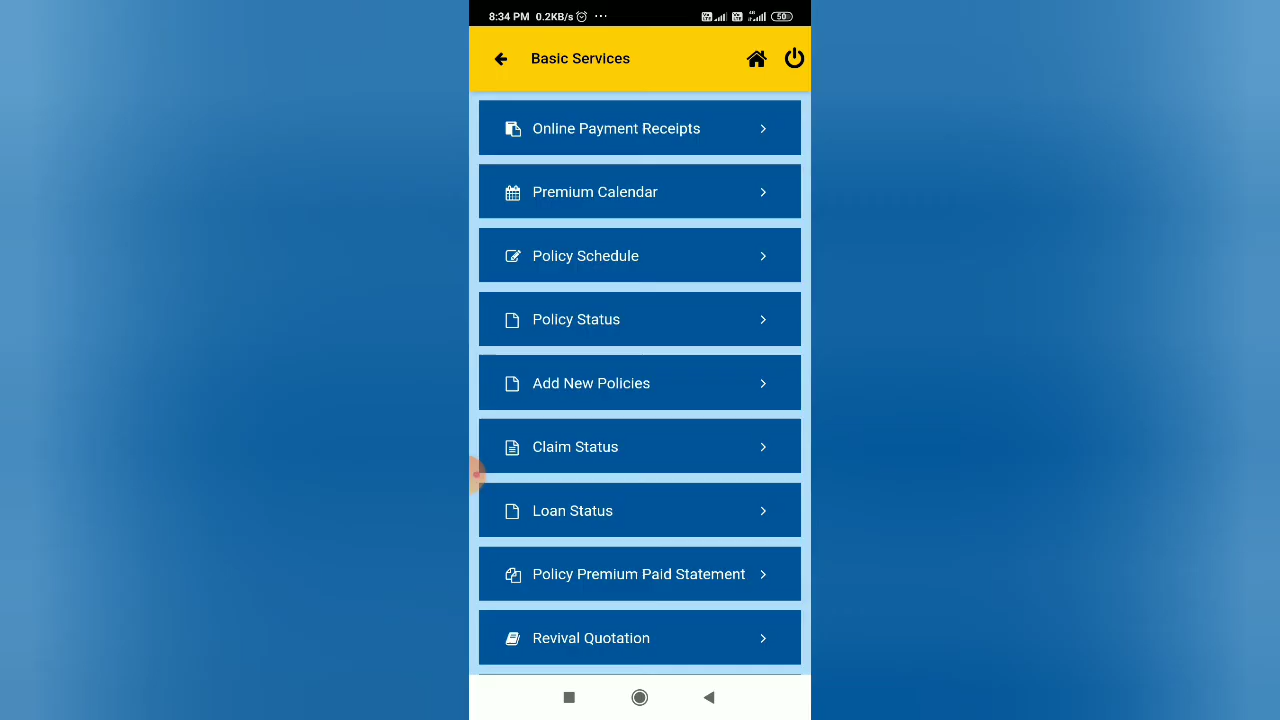 8:34 PM 0.2KB/s ...
50
Basic Services
Online Payment Receipts
Premium Calendar
Policy Schedule
Policy Status
Add New Policies
Claim Status
Loan Status
Policy Premium Paid Statement
Revival Quotation